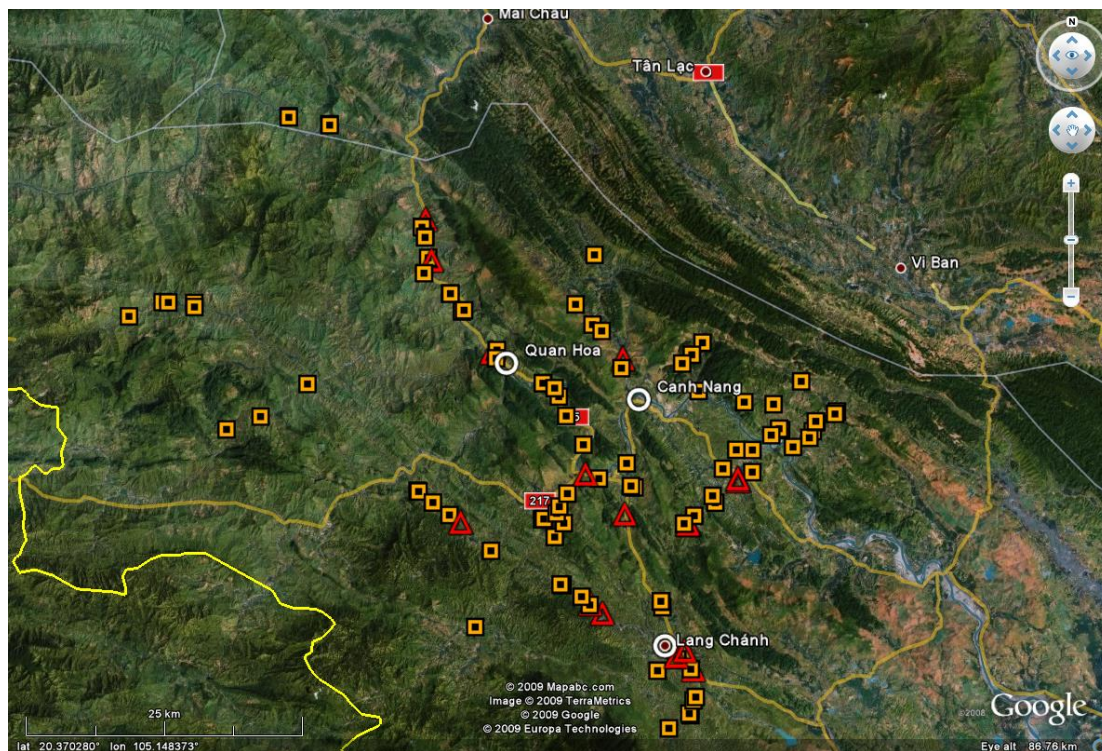 Mai Chau
N
Tân Lạc
Vi Ban
Quan Hoa
Canh Nang
217
Lang Chánh
© 2009 Mapabc.com
Image © 2009 TerraMetrics
© 2009 Google
© 2009 Europa Technologies
©2008 Google
25 km
lat 20.370280° lon 105.148373° Eye alt 86.76 km